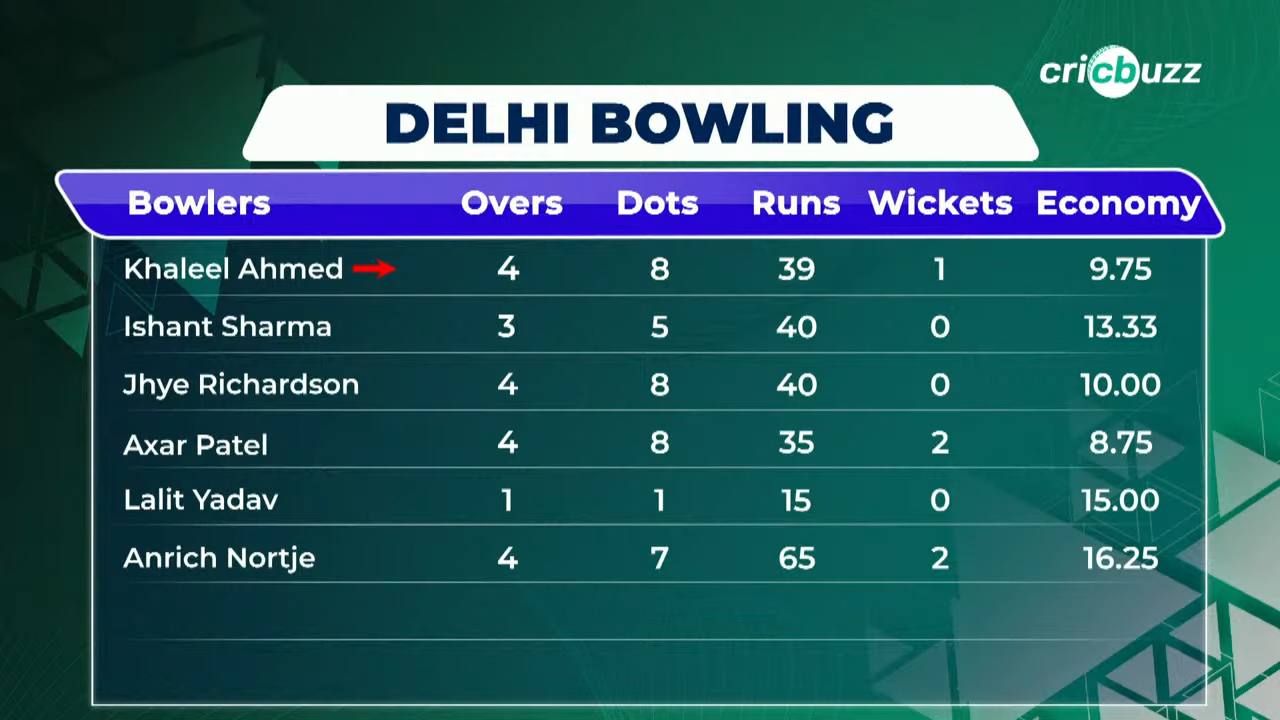 cricbuzz
DELHI BOWLING
Bowlers Overs Dots Runs Wickets Economy
Khaleel Ahmed 4 8 39 1 9.75
Ishant Sharma 3 5 40 0 13.33
Jhye Richardson 4 8 40 0 10.00
Axar Patel 4 8 35 2 8.75
Lalit Yadav 1 1 15 0 15.00
Anrich Nortje 4 7 65 2 16.25